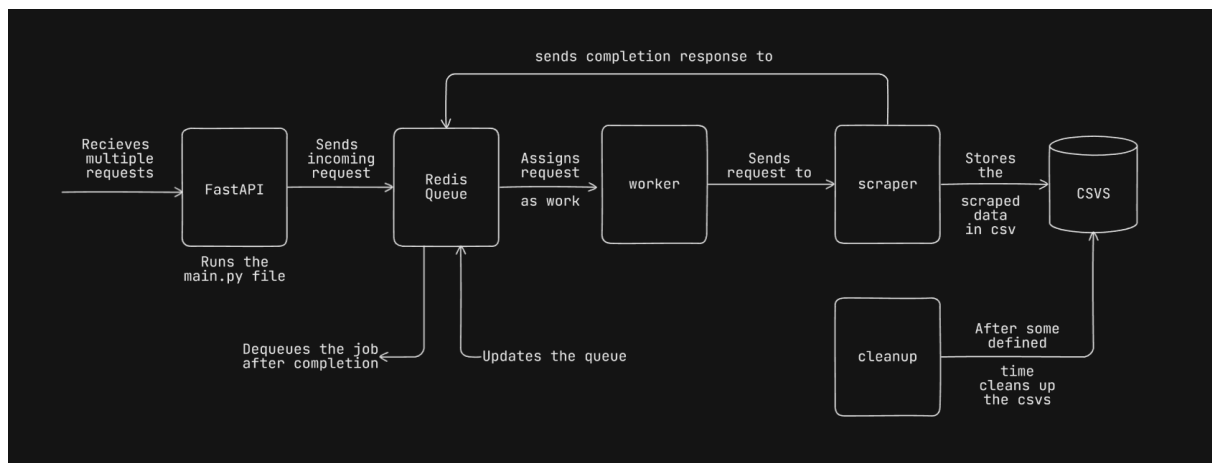 sends completion response to
Recieves
multiple
requests
FastAPI
Runs the
main.py file
Sends
incoming
request
Redis
Queue
Assigns
request
as work
worker
Sends
request to
scraper
Stores
the
scraped
data
in csv
CSVS
Dequeues the job
after completion
Updates the queue
cleanup
After some
defined
time
cleans up
the csvs